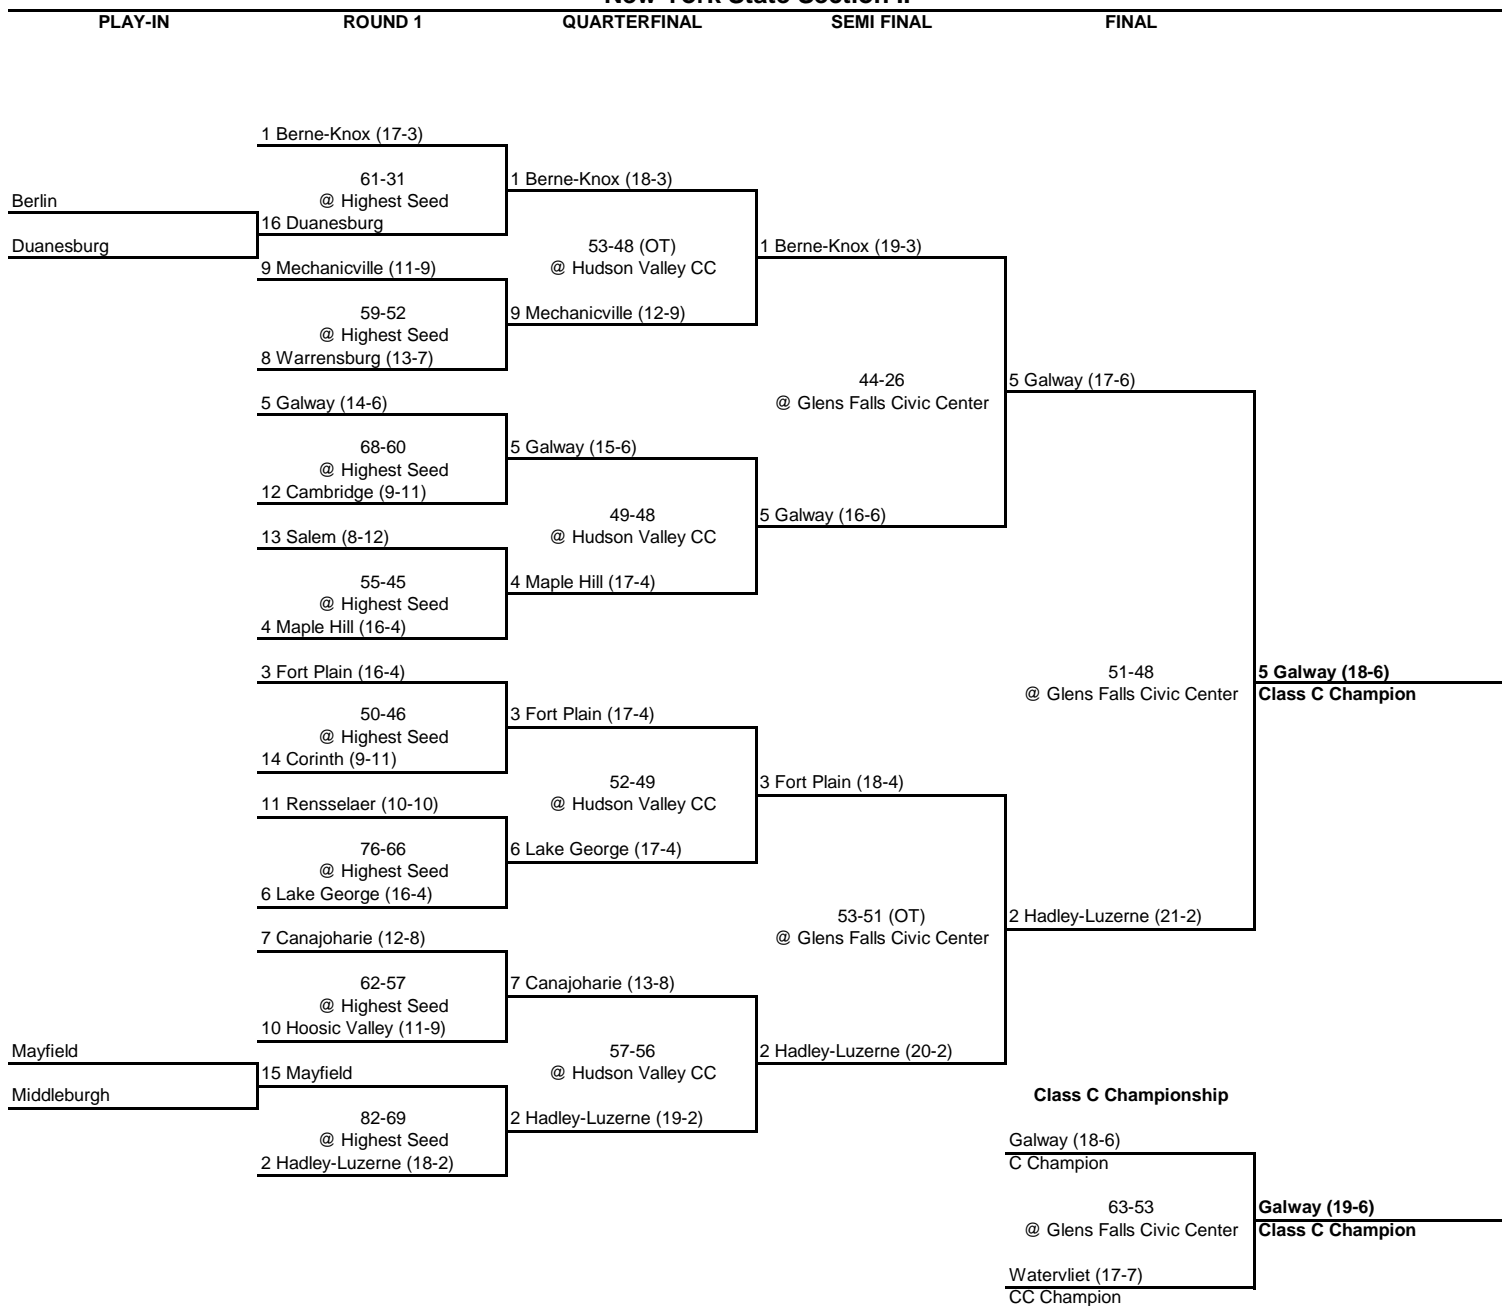 New York State Section II
PLAY-IN
ROUND 1
QUARTERFINAL
SEMI FINAL
FINAL
Berlin
Duanesburg
Mayfield
Middleburgh
1 Berne-Knox (17-3)
61-31
@ Highest Seed
16 Duanesburg
9 Mechanicville (11-9)
59-52
@ Highest Seed
8 Warrensburg (13-7)
5 Galway (14-6)
68-60
@ Highest Seed
12 Cambridge (9-11)
13 Salem (8-12)
55-45
@ Highest Seed
4 Maple Hill (16-4)
3 Fort Plain (16-4)
50-46
@ Highest Seed
14 Corinth (9-11)
11 Rensselaer (10-10)
76-66
@ Highest Seed
6 Lake George (16-4)
7 Canajoharie (12-8)
62-57
@ Highest Seed
10 Hoosic Valley (11-9)
15 Mayfield
82-69
@ Highest Seed
2 Hadley-Luzerne (18-2)
1 Berne-Knox (18-3)
53-48 (OT)
@ Hudson Valley CC
9 Mechanicville (12-9)
5 Galway (15-6)
49-48
@ Hudson Valley CC
4 Maple Hill (17-4)
3 Fort Plain (17-4)
52-49
@ Hudson Valley CC
6 Lake George (17-4)
7 Canajoharie (13-8)
57-56
@ Hudson Valley CC
2 Hadley-Luzerne (19-2)
1 Berne-Knox (19-3)
44-26
@ Glens Falls Civic Center
5 Galway (16-6)
3 Fort Plain (18-4)
53-51 (OT)
@ Glens Falls Civic Center
2 Hadley-Luzerne (20-2)
5 Galway (17-6)
51-48
@ Glens Falls Civic Center
2 Hadley-Luzerne (21-2)
5 Galway (18-6)
Class C Champion
Class C Championship
Galway (18-6)
C Champion
63-53
@ Glens Falls Civic Center
Watervliet (17-7)
CC Champion
Galway (19-6)
Class C Champion